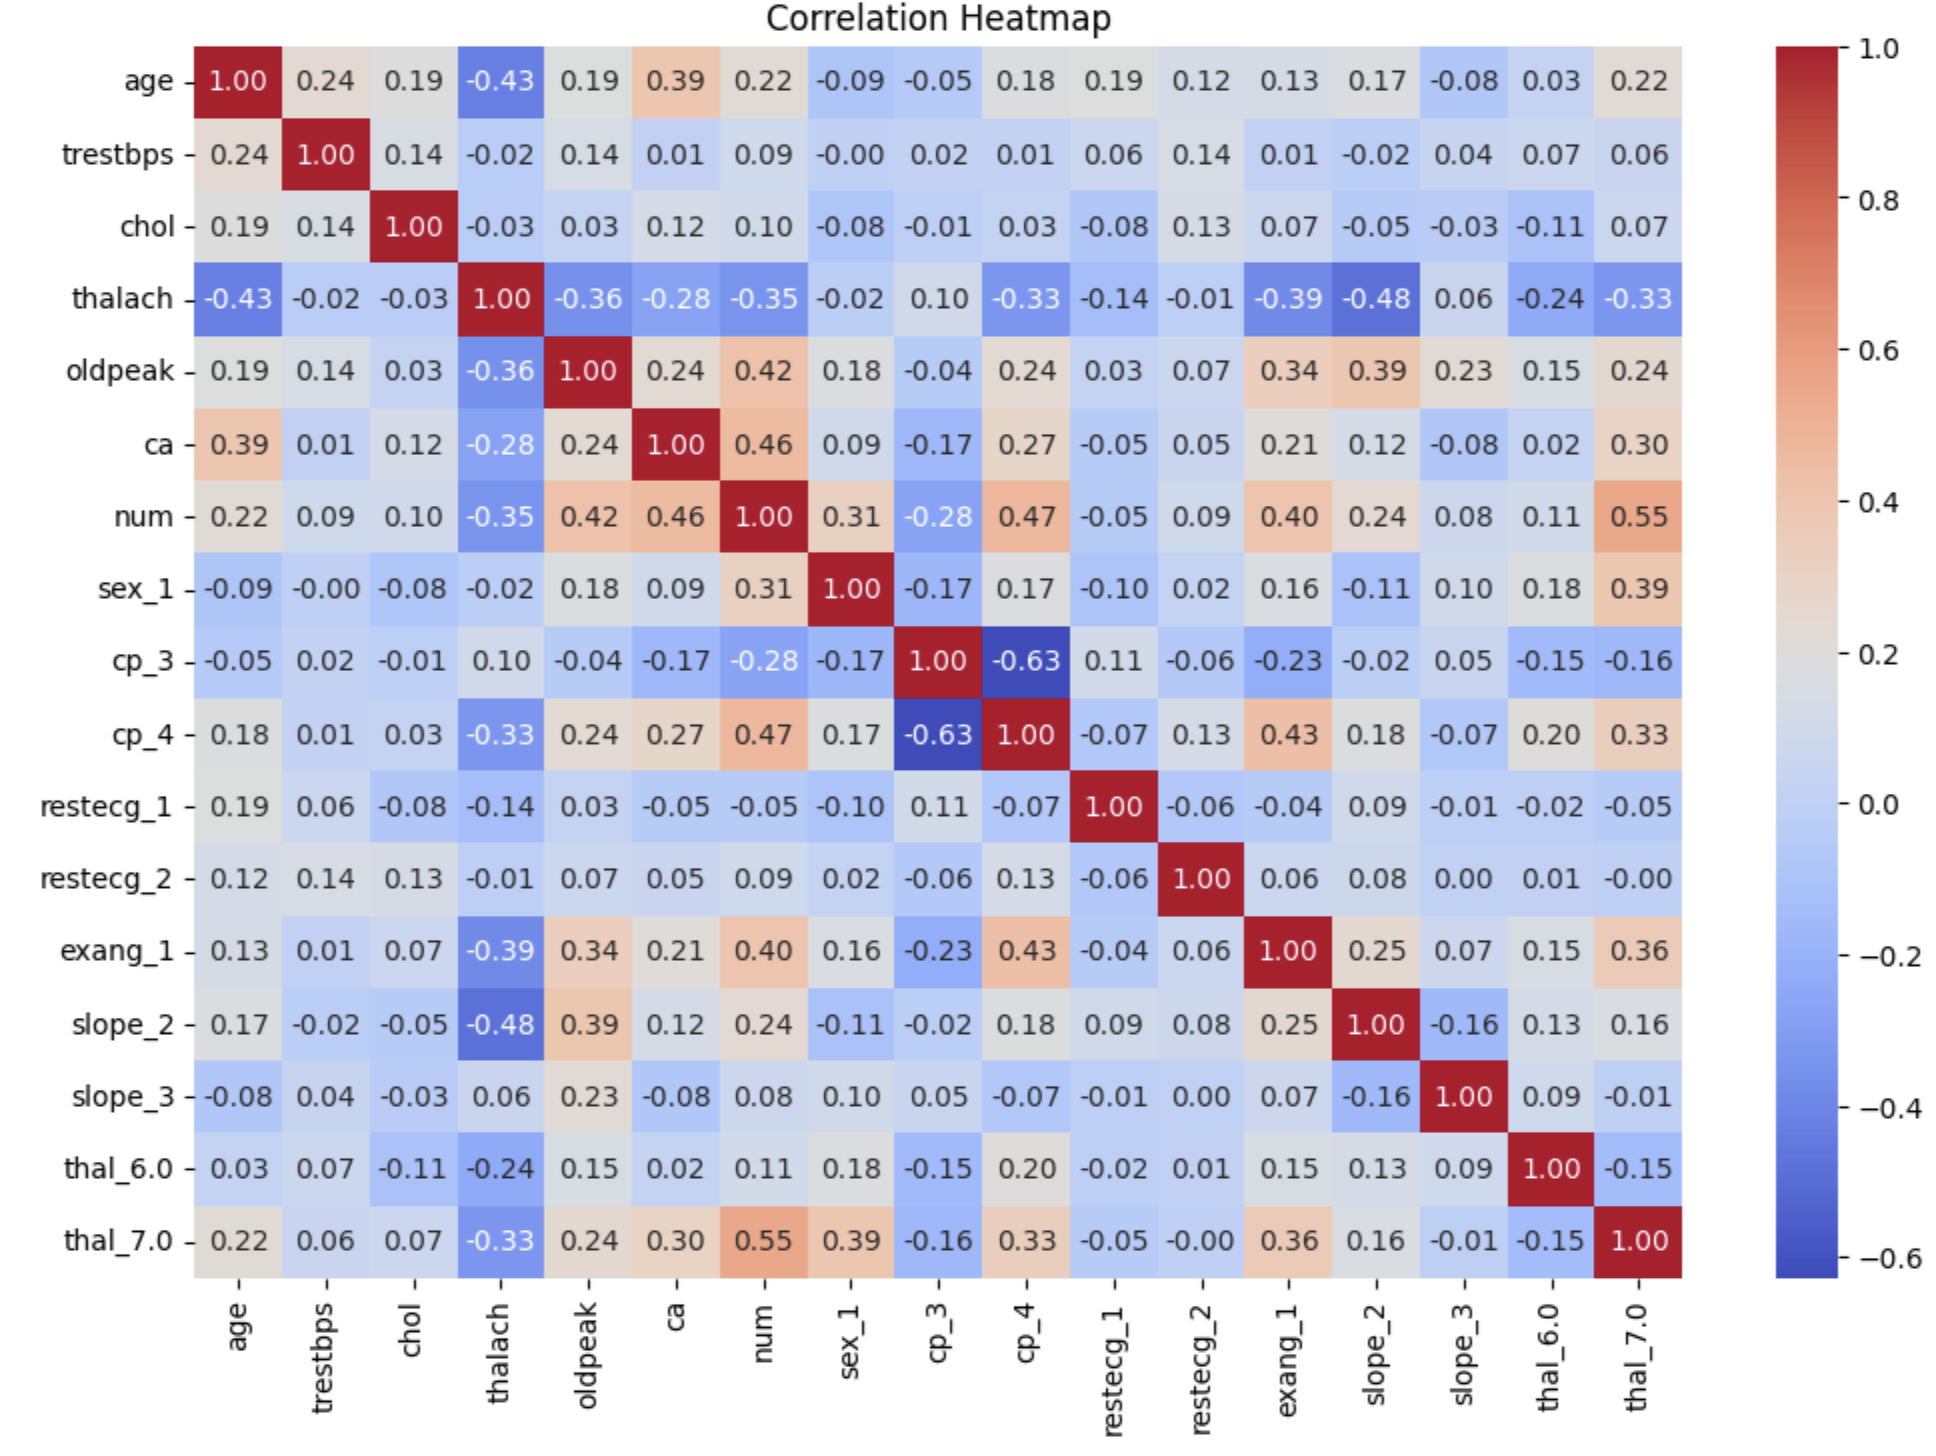 Correlation Heatmap
age 1.00 0.24 0.19 -0.43 0.19 0.39 0.22 -0.09 -0.05 0.18 0.19 0.12 0.13 0.17 -0.08 0.03 0.22
trestbps 0.24 1.00 0.14 -0.02 0.14 0.01 0.09 -0.00 0.02 0.01 0.06 0.14 0.01 -0.02 0.04 0.07 0.06
chol 0.19 0.14 1.00 -0.03 0.03 0.12 0.10 -0.08 -0.01 0.03 -0.08 0.13 0.07 -0.05 -0.03 -0.11 0.07
thalach -0.43 -0.02 -0.03 1.00 -0.36 -0.28 -0.35 -0.02 0.10 -0.33 -0.14 -0.01 -0.39 -0.48 0.06 -0.24 -0.33
oldpeak 0.19 0.14 0.03 -0.36 1.00 0.24 0.42 0.18 -0.04 0.24 0.03 0.07 0.34 0.39 0.23 0.15 0.24
ca 0.39 0.01 0.12 -0.28 0.24 1.00 0.46 0.09 -0.17 0.27 -0.05 0.05 0.21 0.12 -0.08 0.02 0.30
num 0.22 0.09 0.10 -0.35 0.42 0.46 1.00 0.31 -0.28 0.47 -0.05 0.09 0.40 0.24 0.08 0.11 0.55
sex_1 -0.09 -0.00 -0.08 -0.02 0.18 0.09 0.31 1.00 -0.17 0.17 -0.10 0.02 0.16 -0.11 0.10 0.18 0.39
cp_3 -0.05 0.02 -0.01 0.10 -0.04 -0.17 -0.28 -0.17 1.00 -0.63 0.11 -0.06 -0.23 -0.02 0.05 -0.15 -0.16
cp_4 0.18 0.01 0.03 -0.33 0.24 0.27 0.47 0.17 -0.63 1.00 -0.07 0.13 0.43 0.18 -0.07 0.20 0.33
restecg_1 0.19 0.06 -0.08 -0.14 0.03 -0.05 -0.05 -0.10 0.11 -0.07 1.00 -0.06 -0.04 0.09 -0.01 -0.02 -0.05
restecg_2 0.12 0.14 0.13 -0.01 0.07 0.05 0.09 0.02 -0.06 0.13 -0.06 1.00 0.06 0.08 0.00 0.01 -0.00
exang_1 0.13 0.01 0.07 -0.39 0.34 0.21 0.40 0.16 -0.23 0.43 -0.04 0.06 1.00 0.25 0.07 0.15 0.36
slope_2 0.17 -0.02 -0.05 -0.48 0.39 0.12 0.24 -0.11 -0.02 0.18 0.09 0.08 0.25 1.00 -0.16 0.13 0.16
slope_3 -0.08 0.04 -0.03 0.06 0.23 -0.08 0.08 0.10 0.05 -0.07 -0.01 0.00 0.07 -0.16 1.00 0.09 -0.01
thal_6.0 0.03 0.07 -0.11 -0.24 0.15 0.02 0.11 0.18 -0.15 0.20 -0.02 0.01 0.15 0.13 0.09 1.00 -0.15
thal_7.0 0.22 0.06 0.07 -0.33 0.24 0.30 0.55 0.39 -0.16 0.33 -0.05 -0.00 0.36 0.16 -0.01 -0.15 1.00
age trestbps chol thalach oldpeak ca num sex_1 cp_3 cp_4 restecg_1 restecg_2 exang_1 slope_2 slope_3 thal_6.0 thal_7.0
1.0
0.8
0.6
0.4
0.2
0.0
−0.2
−0.4
−0.6